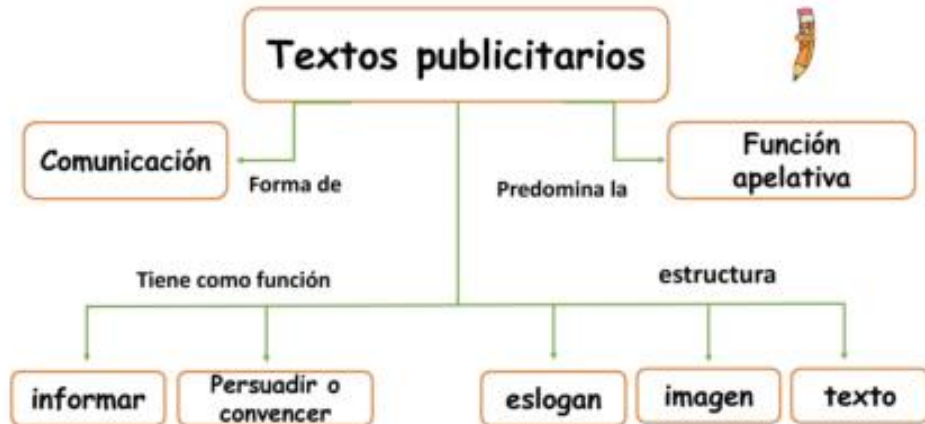 Textos publicitarios
Comunicación
Forma de
Predomina la
Función
apelativa
Tiene como función
estructura
informar
Persuadir o
convencer
eslogan
imagen
texto